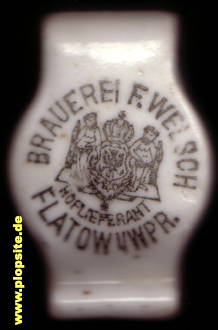 BRAUEREI F. WELSCH
HOFLIEFERANT
FLATOW i/WPR.
www.plopsite.de